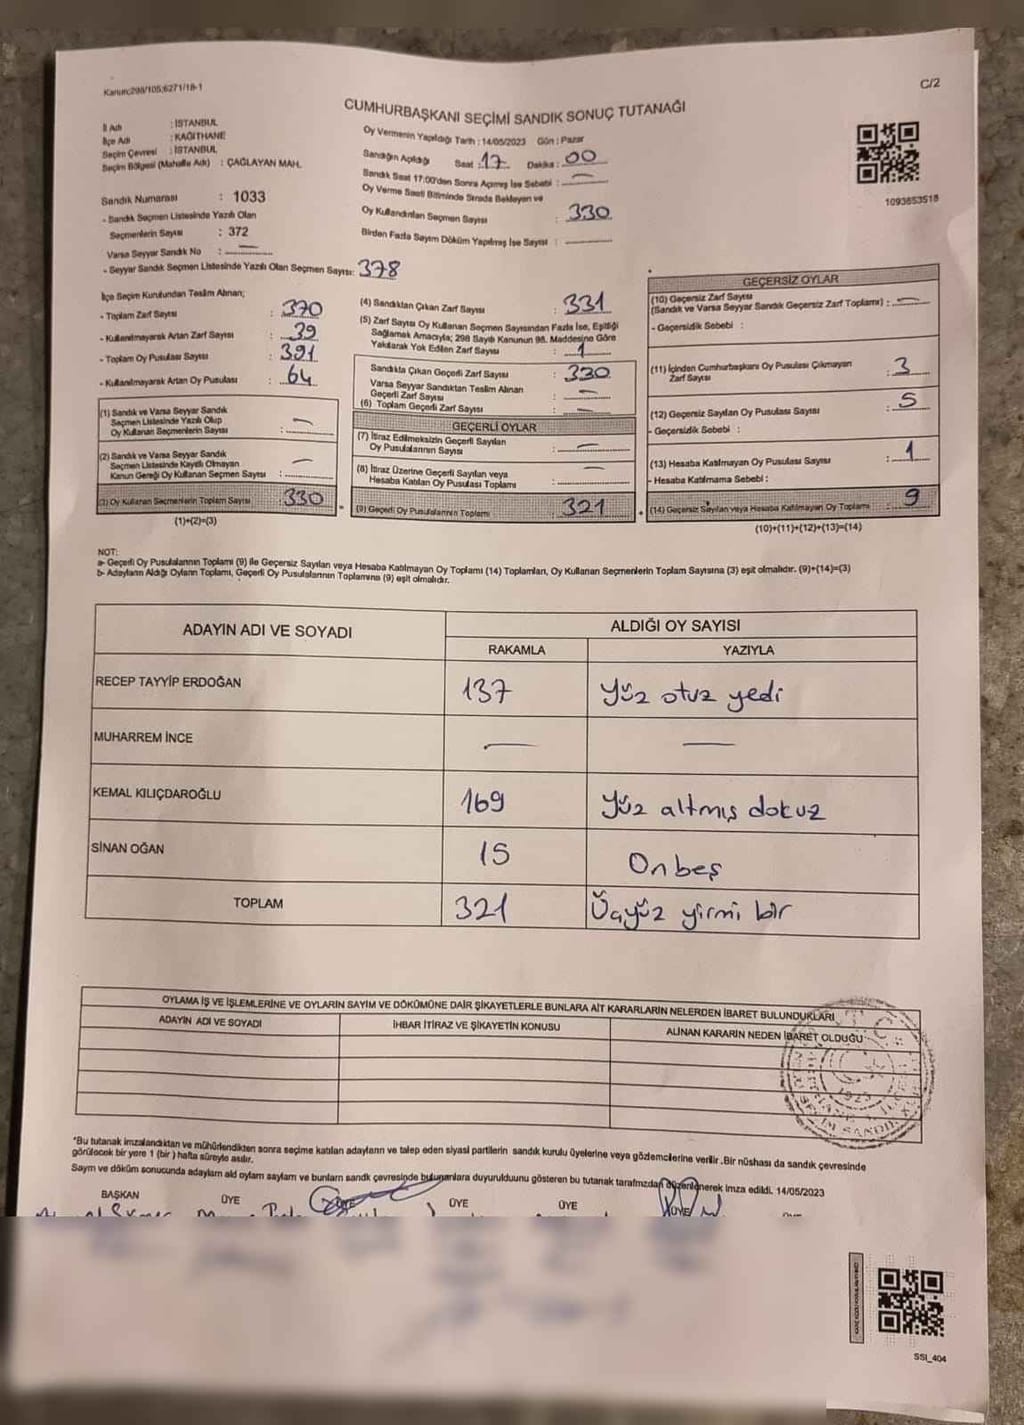 Kanun:298/105;6271/18-1
C/2
CUMHURBAŞKANI SEÇİMİ SANDIK SONUÇ TUTANAĞI
İl Adı : İSTANBUL
İlçe Adı : KAĞITHANE
Seçim Çevresi : İSTANBUL
Seçim Bölgesi (Mahalle Adı) : ÇAĞLAYAN MAH.
Sandık Numarası : 1033
- Sandık Seçmen Listesinde Yazılı Olan
Seçmenlerin Sayısı : 372
Varsa Seyyar Sandık No : —
- Seyyar Sandık Seçmen Listesinde Yazılı Olan Seçmen Sayısı: 378
Oy Vermenin Yapıldığı Tarih : 14/05/2023 Gün : Pazar
Sandığın Açıldığı Saat : 17 Dakika : 00
Sandık Saat 17:00'den Sonra Açılmış İse Sebebi : —
Oy Verme Saati Bitiminde Sırada Bekleyen ve
Oy Kullandırılan Seçmen Sayısı : 330
Birden Fazla Sayım Döküm Yapılmış İse Sayısı :
1093853518
İlçe Seçim Kurulundan Teslim Alınan;
- Toplam Zarf Sayısı : 370
- Kullanılmayarak Artan Zarf Sayısı : 39
- Toplam Oy Pusulası Sayısı : 391
- Kullanılmayarak Artan Oy Pusulası : 64
(1) Sandık ve Varsa Seyyar Sandık
Seçmen Listesinde Yazılı Olup
Oy Kullanan Seçmenlerin Sayısı : —
(2) Sandık ve Varsa Seyyar Sandık
Seçmen Listesinde Kayıtlı Olmayan
Kanun Gereği Oy Kullanan Seçmen Sayısı : —
(3) Oy Kullanan Seçmenlerin Toplam Sayısı : 330
(1)+(2)=(3)
(4) Sandıktan Çıkan Zarf Sayısı : 331
(5) Zarf Sayısı Oy Kullanan Seçmen Sayısından Fazla İse, Eşitliği
Sağlamak Amacıyla; 298 Sayılı Kanunun 98. Maddesine Göre
Yakılarak Yok Edilen Zarf Sayısı : 1
Sandıkta Çıkan Geçerli Zarf Sayısı : 330
Varsa Seyyar Sandıktan Teslim Alınan
Geçerli Zarf Sayısı : —
(6) Toplam Geçerli Zarf Sayısı : —
GEÇERLİ OYLAR
(7) İtiraz Edilmeksizin Geçerli Sayılan
Oy Pusulalarının Sayısı : —
(8) İtiraz Üzerine Geçerli Sayılan veya
Hesaba Katılan Oy Pusulası Toplamı : —
(9) Geçerli Oy Pusulalarının Toplamı : 321
GEÇERSİZ OYLAR
(10) Geçersiz Zarf Sayısı
(Sandık ve Varsa Seyyar Sandık Geçersiz Zarf Toplamı) : —
- Geçersizlik Sebebi :
(11) İçinden Cumhurbaşkanı Oy Pusulası Çıkmayan
Zarf Sayısı : 3
(12) Geçersiz Sayılan Oy Pusulası Sayısı : 5
- Geçersizlik Sebebi :
(13) Hesaba Katılmayan Oy Pusulası Sayısı : 1
- Hesaba Katılmama Sebebi :
(14) Geçersiz Sayılan veya Hesaba Katılmayan Oy Toplamı : 9
(10)+(11)+(12)+(13)=(14)
NOT:
a- Geçerli Oy Pusulalarının Toplamı (9) ile Geçersiz Sayılan veya Hesaba Katılmayan Oy Toplamı (14) Toplamları, Oy Kullanan Seçmenlerin Toplam Sayısına (3) eşit olmalıdır. (9)+(14)=(3)
b- Adayların Aldığı Oyların Toplamı, Geçerli Oy Pusulalarının Toplamına (9) eşit olmalıdır.
ADAYIN ADI VE SOYADI
ALDIĞI OY SAYISI
RAKAMLA YAZIYLA
RECEP TAYYİP ERDOĞAN 137 Yüz otuz yedi
MUHARREM İNCE — —
KEMAL KILIÇDAROĞLU 169 Yüz altmış dokuz
SİNAN OĞAN 15 Onbeş
TOPLAM 321 Üçyüz yirmi bir
OYLAMA İŞ VE İŞLEMLERİNE VE OYLARIN SAYIM VE DÖKÜMÜNE DAİR ŞİKAYETLERLE BUNLARA AİT KARARLARIN NELERDEN İBARET BULUNDUKLARI
ADAYIN ADI VE SOYADI İHBAR İTİRAZ VE ŞİKAYETİN KONUSU ALINAN KARARIN NEDEN İBARET OLDUĞU
T.C.
1923
*Bu tutanak imzalandıktan ve mühürlendikten sonra seçime katılan adayların ve talep eden siyasi partilerin sandık kurulu üyelerine veya gözlemcilerine verilir. Bir nüshası da sandık çevresinde
görülecek bir yere 1 (bir) hafta süreyle asılır.
Sayım ve döküm sonucunda adayların aldı oyların sayıların ve bunların sandık çevresinde bulunanlara duyurulduunu gösteren bu tutanak tarafımızdan düzenlenerek imza edildi. 14/05/2023
BAŞKAN ÜYE ÜYE ÜYE ÜYE
SSI_404